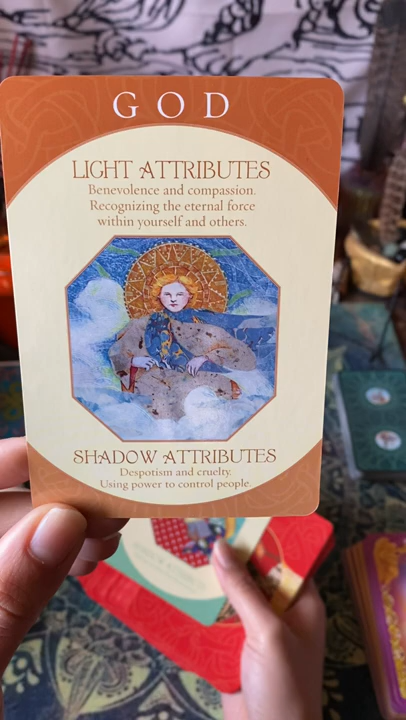 GOD
LIGHT ATTRIBUTES
Benevolence and compassion.
Recognizing the eternal force
within yourself and others.
SHADOW ATTRIBUTES
Despotism and cruelty.
Using power to control people.